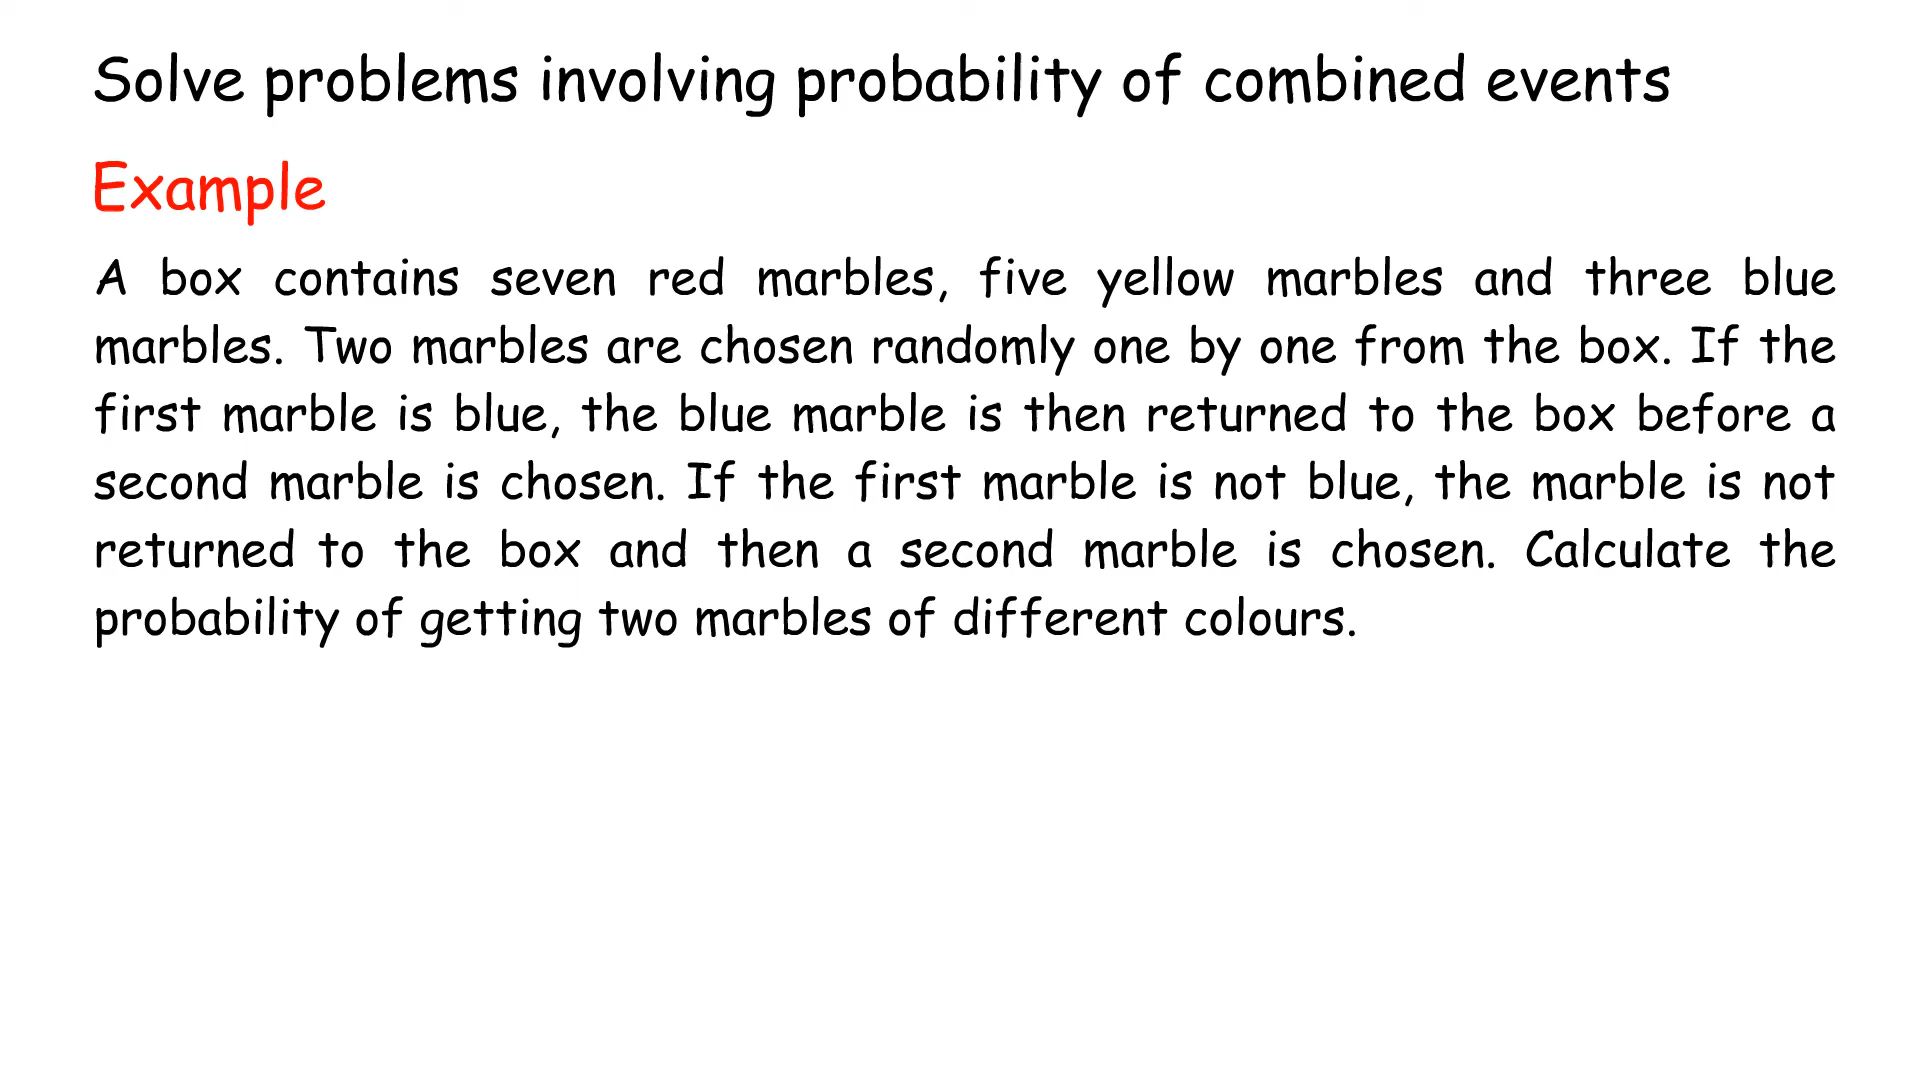 Solve problems involving probability of combined events
Example
A box contains seven red marbles, five yellow marbles and three blue
marbles. Two marbles are chosen randomly one by one from the box. If the
first marble is blue, the blue marble is then returned to the box before a
second marble is chosen. If the first marble is not blue, the marble is not
returned to the box and then a second marble is chosen. Calculate the
probability of getting two marbles of different colours.